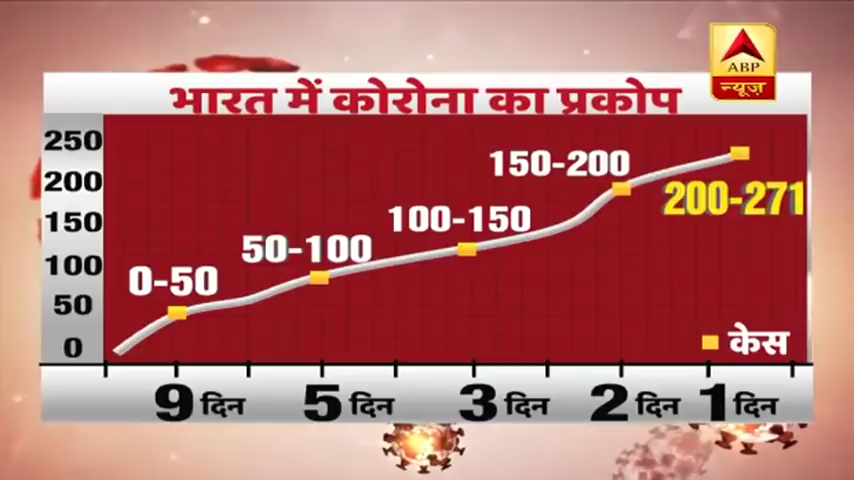 ABP
न्यूज़
भारत में कोरोना का प्रकोप
250
200
150
100
50
0
0-50
50-100
100-150
150-200
200-271
केस
9 दिन
5 दिन
3 दिन
2 दिन
1 दिन